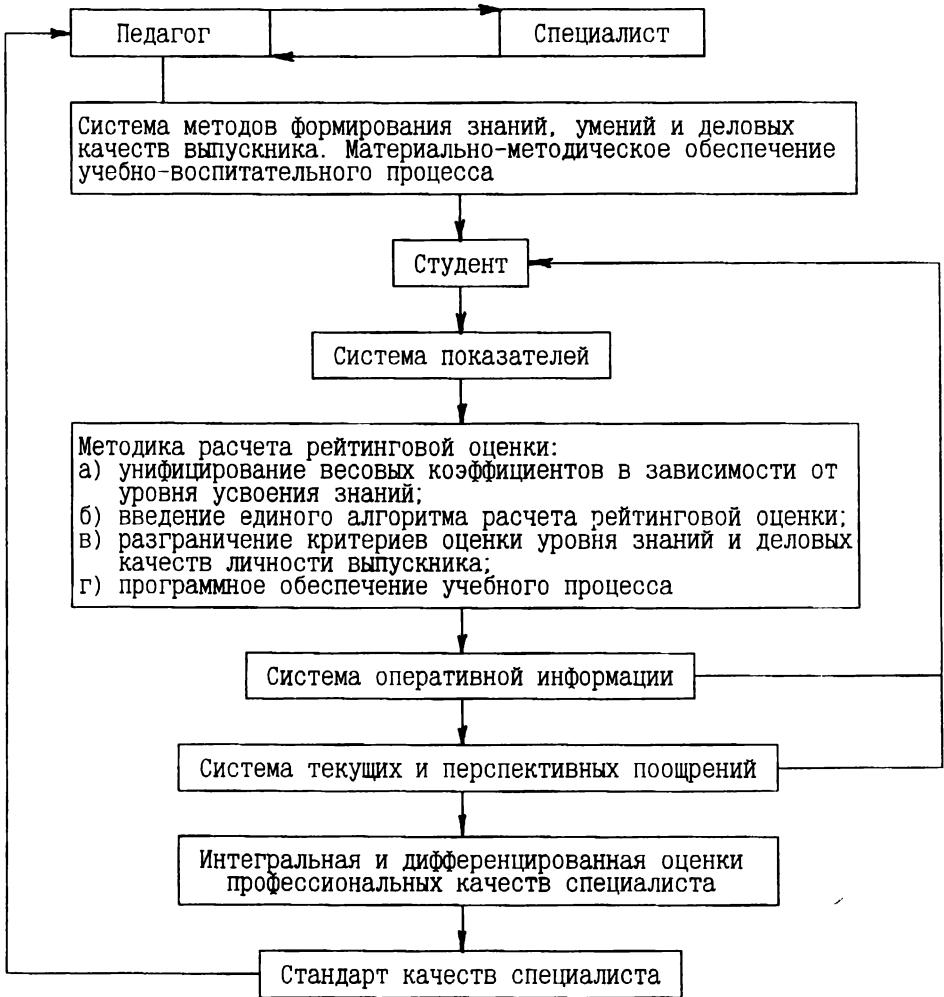 Педагог
Специалист
Система методов формирования знаний, умений и деловых
качеств выпускника. Материально-методическое обеспечение
учебно-воспитательного процесса
Студент
Система показателей
Методика расчета рейтинговой оценки:
а) унифицирование весовых коэффициентов в зависимости от
уровня усвоения знаний;
б) введение единого алгоритма расчета рейтинговой оценки;
в) разграничение критериев оценки уровня знаний и деловых
качеств личности выпускника;
г) программное обеспечение учебного процесса
Система оперативной информации
Система текущих и перспективных поощрений
Интегральная и дифференцированная оценки
профессиональных качеств специалиста
Стандарт качеств специалиста